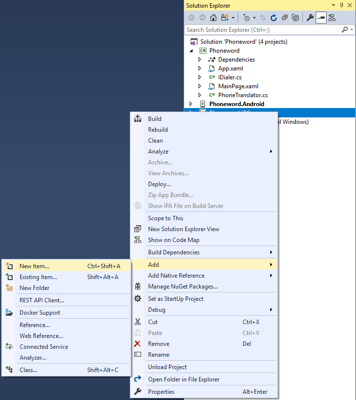 Solution Explorer
Search Solution Explorer (Ctrl+;)
Solution 'Phoneword' (4 projects)
Phoneword
Dependencies
App.xaml
IDialer.cs
MainPage.xaml
PhoneTranslator.cs
Phoneword.Android
l Windows)
Build
Rebuild
Clean
Analyze
Archive...
View Archives...
Deploy...
Zip App Bundle...
Show IPA File on Build Server
Scope to This
New Solution Explorer View
Show on Code Map
Build Dependencies
Add
Add Native Reference
Manage NuGet Packages...
Set as StartUp Project
Debug
Cut Ctrl+X
Paste Ctrl+V
Remove Del
Rename
Unload Project
Open Folder in File Explorer
Properties Alt+Enter
New Item... Ctrl+Shift+A
Existing Item... Shift+Alt+A
New Folder
REST API Client...
Docker Support
Reference...
Web Reference...
Connected Service
Analyzer...
Class... Shift+Alt+C